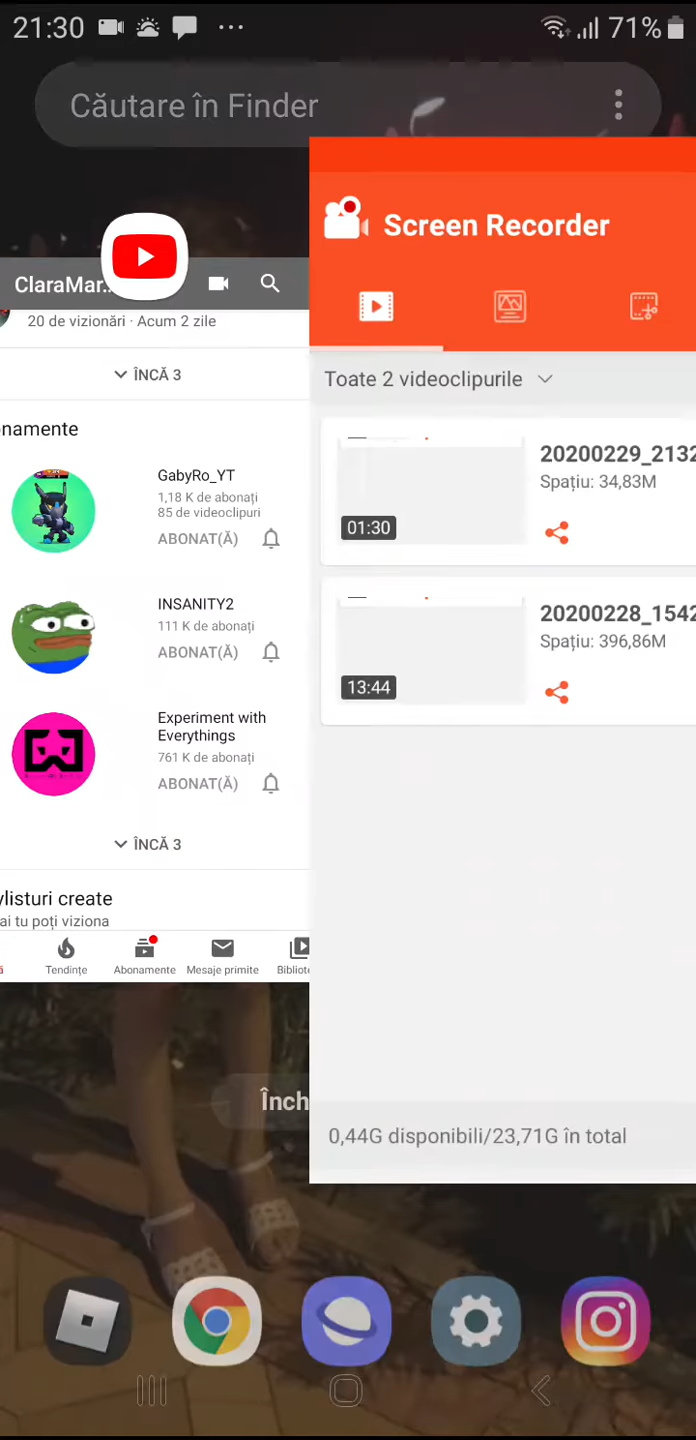 21:30
71%
Căutare în Finder
ClaraMar...
20 de vizionări · Acum 2 zile
ÎNCĂ 3
namente
GabyRo_YT
1,18 K de abonați
85 de videoclipuri
ABONAT(Ă)
INSANITY2
111 K de abonați
ABONAT(Ă)
Experiment with
Everythings
761 K de abonați
ABONAT(Ă)
ÎNCĂ 3
ylisturi create
ai tu poți viziona
ă
Tendințe
Abonamente
Mesaje primite
Bibliote
Screen Recorder
Toate 2 videoclipurile
20200229_2132
Spațiu: 34,83M
01:30
20200228_1542
Spațiu: 396,86M
13:44
0,44G disponibili/23,71G în total
Înch